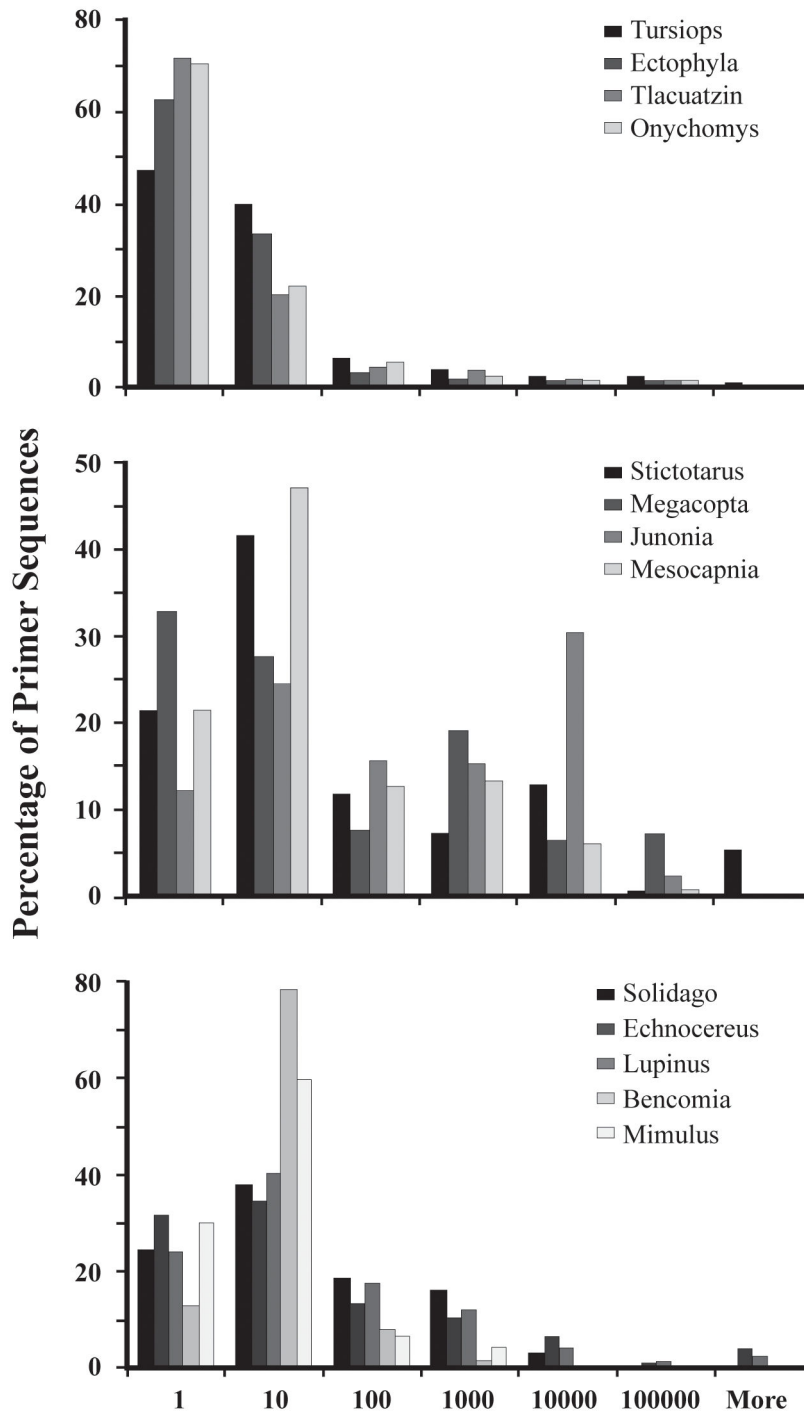 Percentage of Primer Sequences
80
60
40
20
0
Tursiops
Ectophyla
Tlacuatzin
Onychomys
50
40
30
20
10
0
Stictotarus
Megacopta
Junonia
Mesocapnia
80
60
40
20
0
Solidago
Echnocereus
Lupinus
Bencomia
Mimulus
1 10 100 1000 10000 100000 More